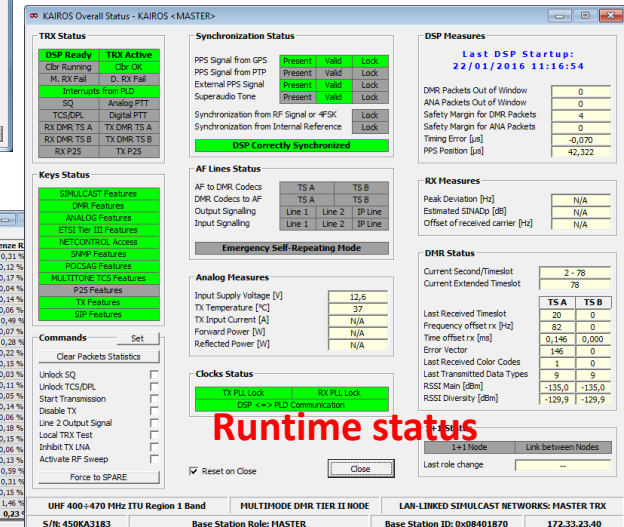 KAIROS Overall Status - KAIROS <MASTER>
TRX Status
DSP Ready TRX Active
Clbr Running Clbr OK
M. RX Fail D. RX Fail
Interrupts from PLD
SQ Analog PTT
TCS/DPL Digital PTT
RX DMR TS A TX DMR TS A
RX DMR TS B TX DMR TS B
RX P25 TX P25
Keys Status
SIMULCAST Features
DMR Features
ANALOG Features
ETSI Tier III Features
NETCONTROL Access
SNMP Features
POCSAG Features
MULTITONE TCS Features
P25 Features
TX Features
SIP Features
Commands Set
Clear Packets Statistics
Unlock SQ
Unlock TCS/DPL
Start Transmission
Disable TX
Line 2 Output Signal
Local TRX Test
Inhibit TX LNA
Activate RF Sweep
Force to SPARE
Synchronization Status
PPS Signal from GPS Present Valid Lock
PPS Signal from PTP Present Valid Lock
External PPS Signal Present Valid Lock
Superaudio Tone Present Valid Lock
Synchronization from RF Signal or 4FSK Lock
Synchronization from Internal Reference Lock
DSP Correctly Synchronized
AF Lines Status
AF to DMR Codecs TS A TS B
DMR Codecs to AF TS A TS B
Output Signalling Line 1 Line 2 IP Line
Input Signalling Line 1 Line 2 IP Line
Emergency Self-Repeating Mode
Analog Measures
Input Supply Voltage [V] 12,6
TX Temperature [°C] 37
TX Input Current [A] N/A
Forward Power [W] N/A
Reflected Power [W] N/A
Clocks Status
TX PLL Lock RX PLL Lock
DSP <=> PLD Communication
Runtime status
Reset on Close Close
DSP Measures
Last DSP Startup:
22/01/2016 11:16:54
DMR Packets Out of Window 0
ANA Packets Out of Window 0
Safety Margin for DMR Packets 4
Safety Margin for ANA Packets 0
Timing Error [µs] -0,070
PPS Position [µs] 42,322
RX Measures
Peak Deviation [Hz] N/A
Estimated SINADp [dB] N/A
Offset of received carrier [Hz] N/A
DMR Status
Current Second/Timeslot 2 - 78
Current Extended Timeslot 78
TS A TS B
Last Received Timeslot 20 0
Frequency offset rx [Hz] 82 0
Time offset rx [ms] 0,146 0,000
Error Vector 146 0
Last Received Color Codes 1 0
Last Transmitted Data Types 9 9
RSSI Main [dBm] -135,0 -135,0
RSSI Diversity [dBm] -129,9 -129,9
1+1 Status
1+1 Node Link between Nodes
Last role change --
UHF 400÷470 MHz ITU Region 1 Band MULTIMODE DMR TIER II NODE LAN-LINKED SIMULCAST NETWORKS: MASTER TRX
S/N: 450KA3183 Base Station Role: MASTER Base Station ID: 0x08401870 172.33.23.40